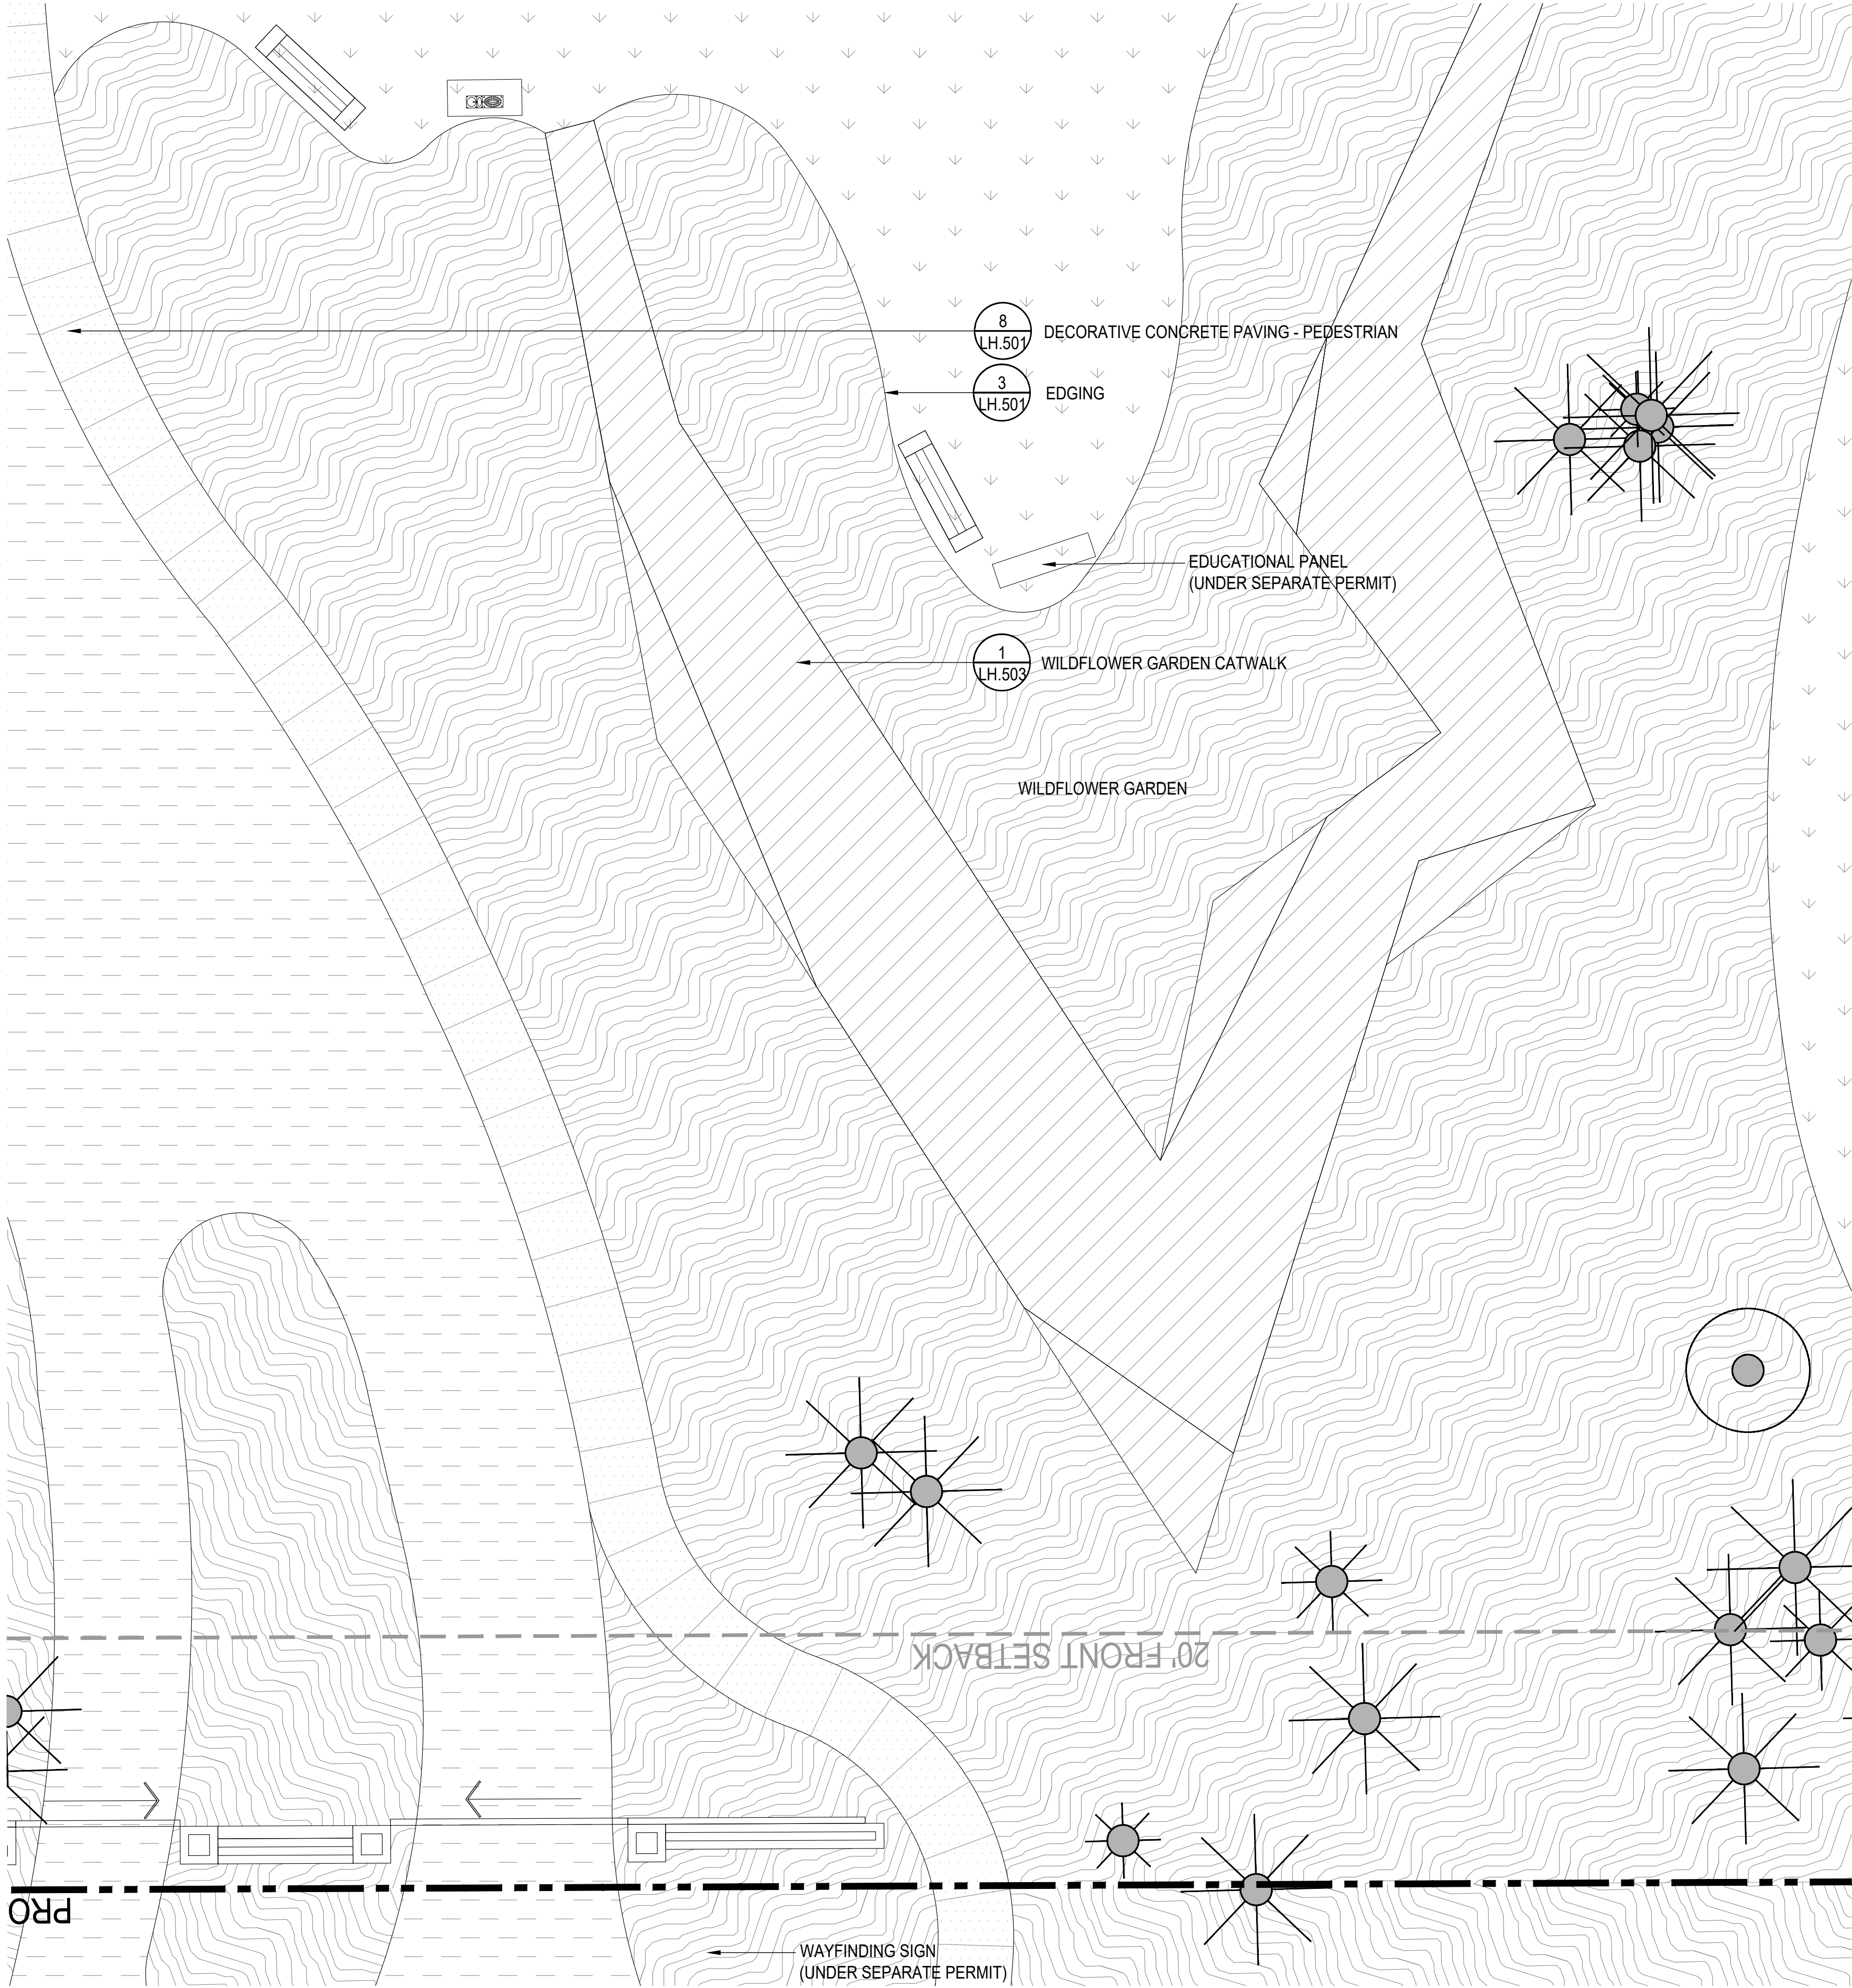 8
LH.501
DECORATIVE CONCRETE PAVING - PEDESTRIAN
3
LH.501
EDGING
EDUCATIONAL PANEL
(UNDER SEPARATE PERMIT)
1
LH.503
WILDFLOWER GARDEN CATWALK
WILDFLOWER GARDEN
20' FRONT SETBACK
PRO
WAYFINDING SIGN
(UNDER SEPARATE PERMIT)